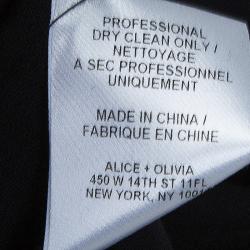 PROFESSIONAL
DRY CLEAN ONLY /
NETTOYAGE
A SEC PROFESSIONNEL
UNIQUEMENT
MADE IN CHINA /
FABRIQUE EN CHINE
ALICE + OLIVIA
450 W 14TH ST 11FL
NEW YORK, NY